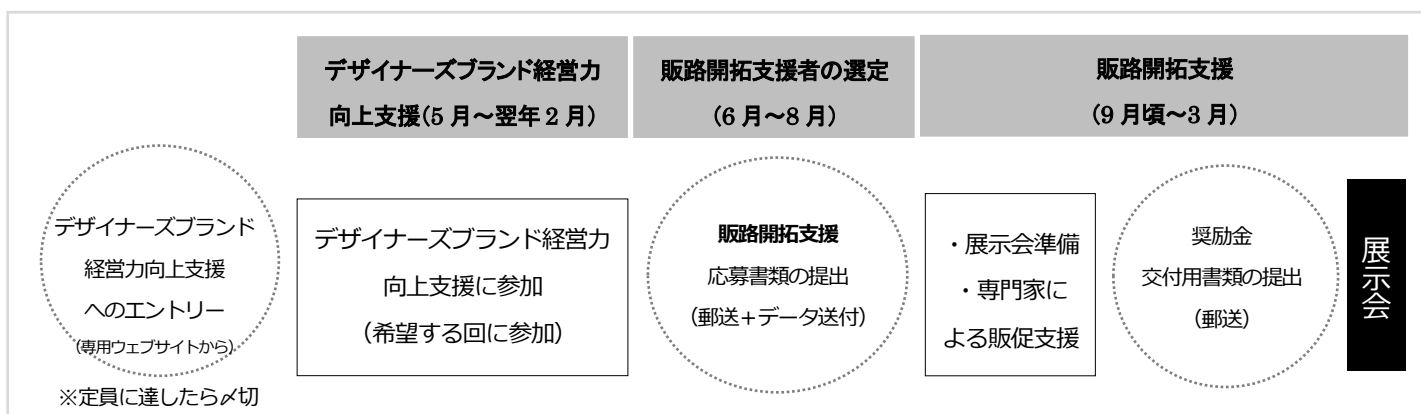 デザイナーズブランド経営力
向上支援(5月～翌年2月)
販路開拓支援者の選定
(6月～8月)
販路開拓支援
(9月頃～3月)
デザイナーズブランド
経営力向上支援
へのエントリー
(専用ウェブサイトから)
※定員に達したら〆切
デザイナーズブランド経営力
向上支援に参加
(希望する回に参加)
販路開拓支援
応募書類の提出
(郵送＋データ送付)
・展示会準備
・専門家に
よる販促支援
奨励金
交付用書類の提出
(郵送)
展示会